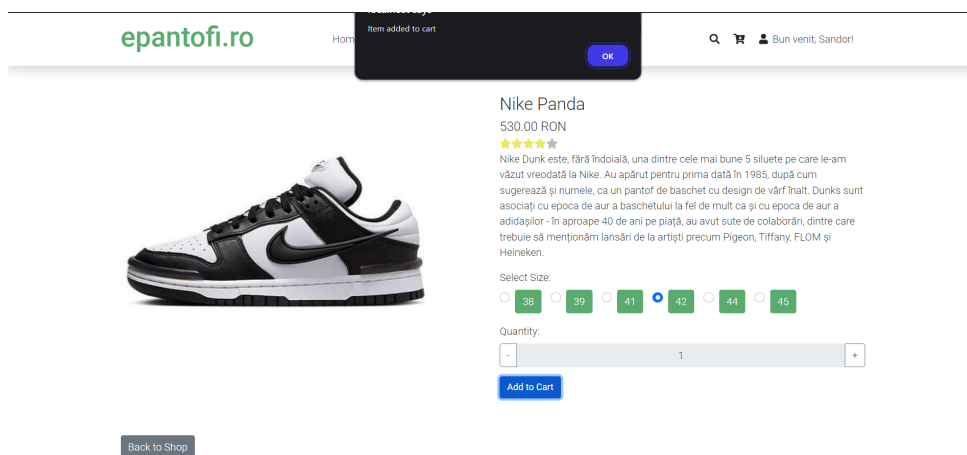 epantofi.ro
Hom
Item added to cart
OK
Bun venit, Sandor!
Nike Panda
530.00 RON
Nike Dunk este, fără îndoială, una dintre cele mai bune 5 siluete pe care le-am
văzut vreodată la Nike. Au apărut pentru prima dată în 1985, după cum
sugerează și numele, ca un pantof de baschet cu design de vârf înalt. Dunks sunt
asociați cu epoca de aur a baschetului la fel de mult ca și cu epoca de aur a
adidașilor - în aproape 40 de ani pe piață, au avut sute de colaborări, dintre care
trebuie să menționăm lansări de la artiști precum Pigeon, Tiffany, FLOM și
Heineken.
Select Size:
38 39 41 42 44 45
Quantity:
- 1 +
Add to Cart
Back to Shop